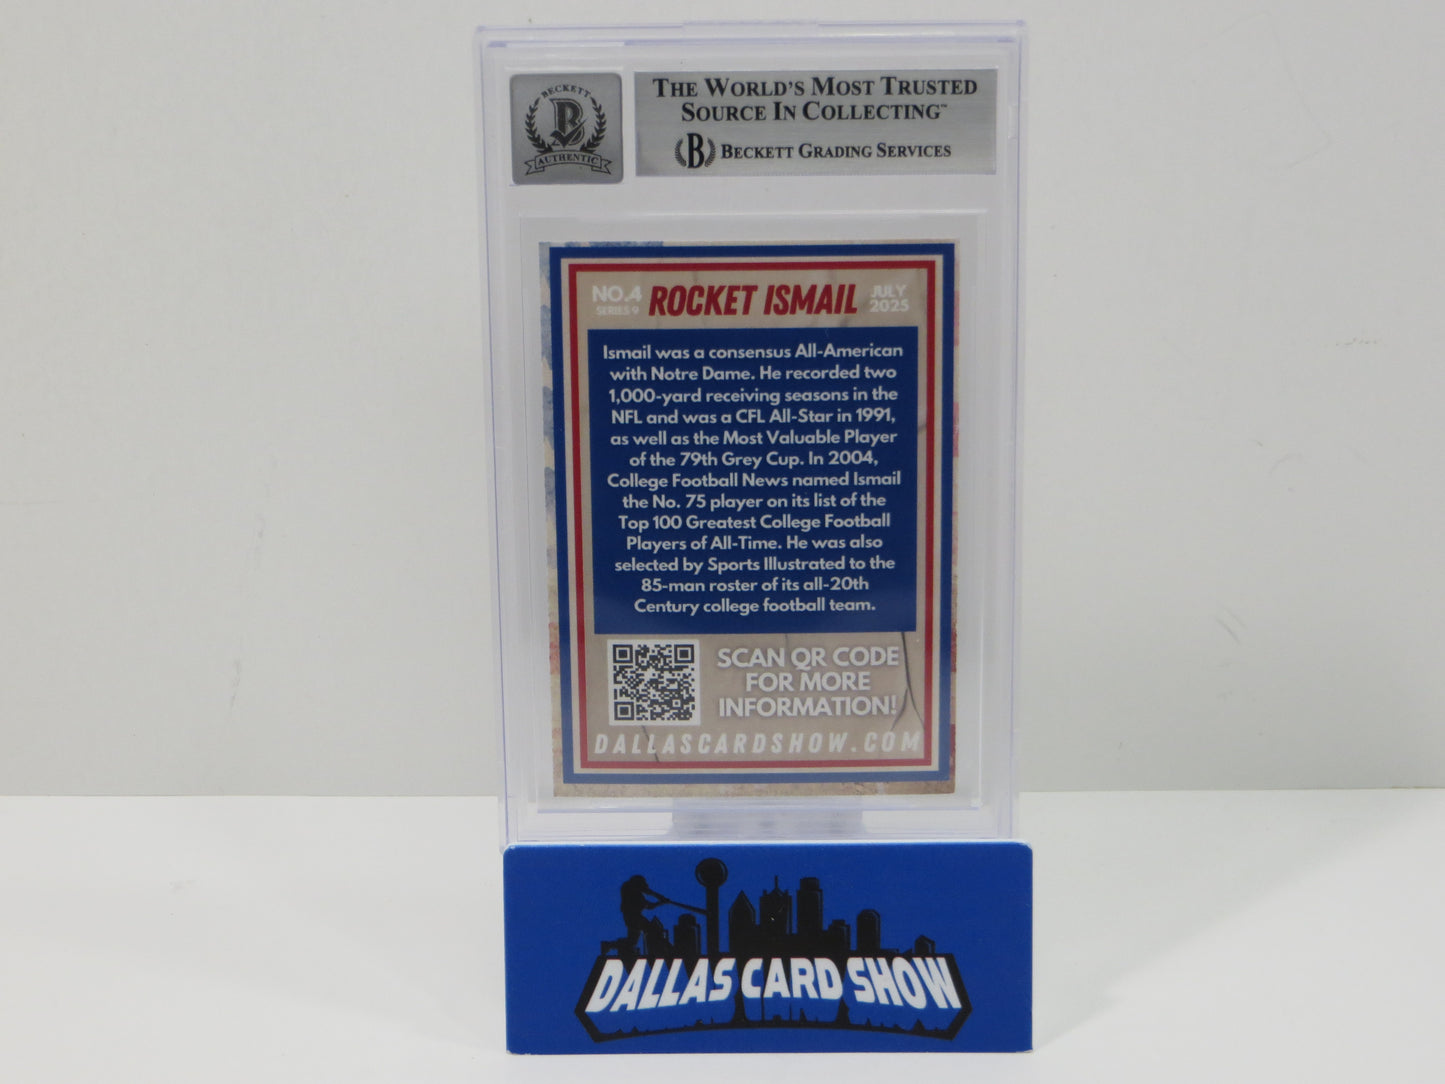 BECKETT
B
AUTHENTIC
THE WORLD'S MOST TRUSTED
SOURCE IN COLLECTING™
B BECKETT GRADING SERVICES
NO.4 ROCKET ISMAIL JULY
SERIES 9 2025
Ismail was a consensus All-American
with Notre Dame. He recorded two
1,000-yard receiving seasons in the
NFL and was a CFL All-Star in 1991,
as well as the Most Valuable Player
of the 79th Grey Cup. In 2004,
College Football News named Ismail
the No. 75 player on its list of the
Top 100 Greatest College Football
Players of All-Time. He was also
selected by Sports Illustrated to the
85-man roster of its all-20th
Century college football team.
SCAN QR CODE
FOR MORE
INFORMATION!
DALLASCARDSHOW.COM
DALLAS CARD SHOW